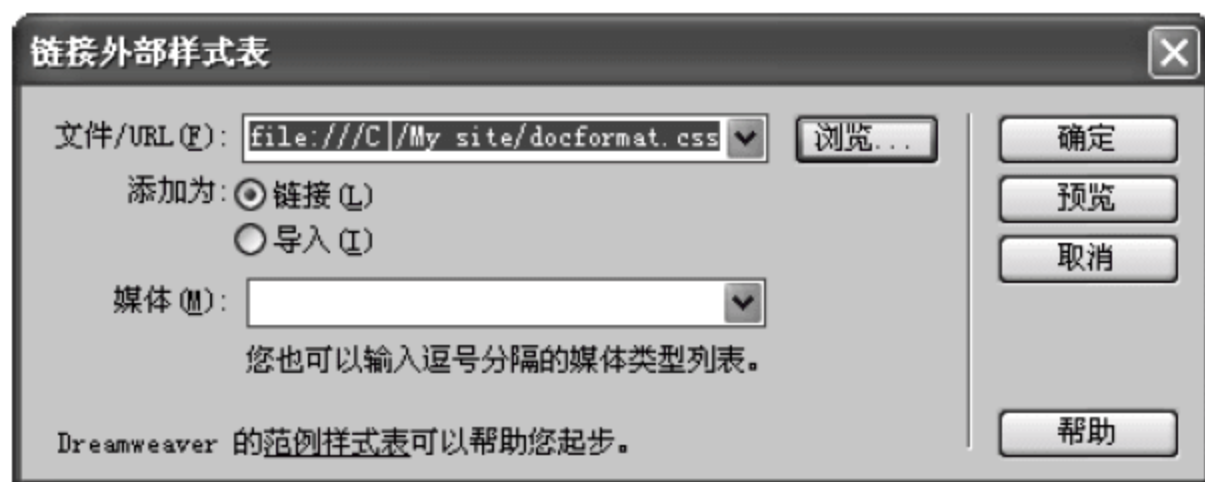 链接外部样式表
文件/URL(F): file:///C|/My site/docformat.css 浏览... 确定
添加为: 链接(L) 预览
导入(I) 取消
媒体(M):
您也可以输入逗号分隔的媒体类型列表。
Dreamweaver 的范例样式表可以帮助您起步。 帮助